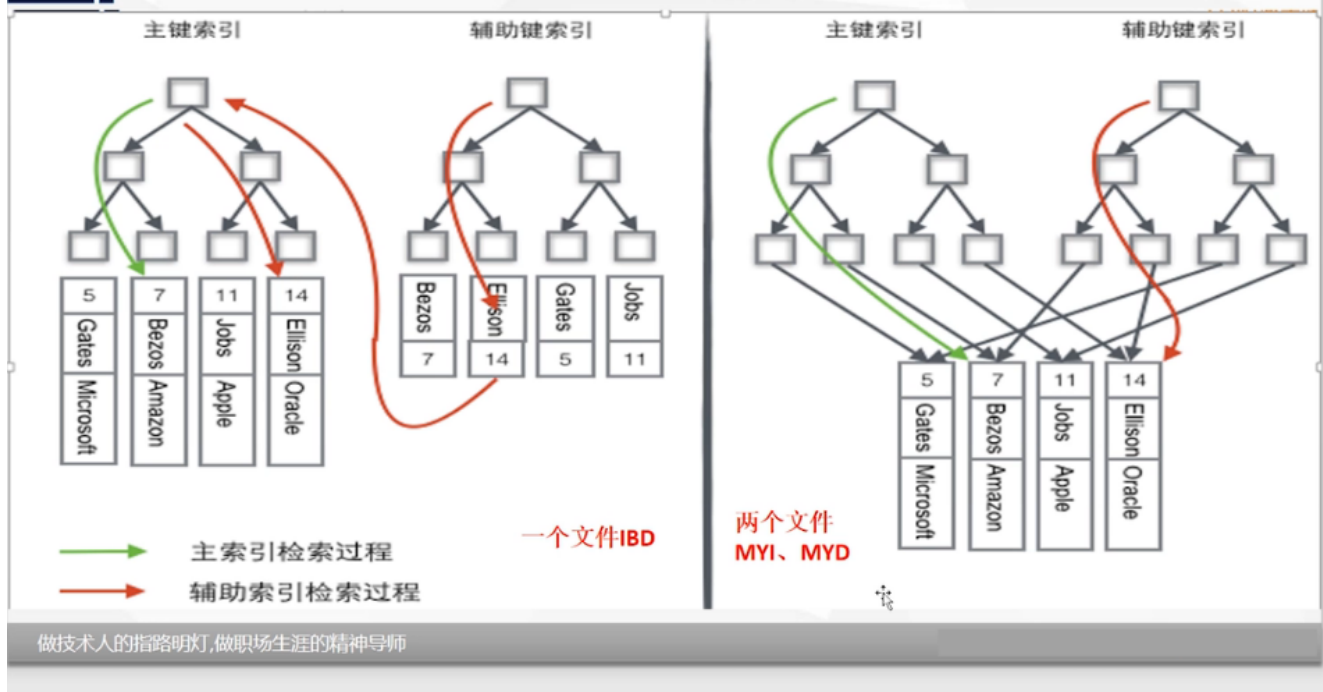 主键索引
辅助键索引
主键索引
辅助键索引
5
Gates
Microsoft
7
Bezos
Amazon
11
Jobs
Apple
14
Ellison
Oracle
Bezos
7
Ellison
14
Gates
5
Jobs
11
5
Gates
Microsoft
7
Bezos
Amazon
11
Jobs
Apple
14
Ellison
Oracle
一个文件IBD
两个文件
MYI、MYD
主索引检索过程
辅助索引检索过程
做技术人的指路明灯,做职场生涯的精神导师